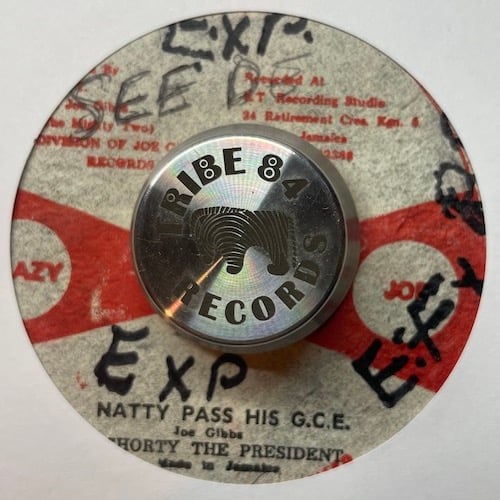 EXP.
SEE
By
Joe Gibbs
(The Mighty Two)
DIVISION OF JOE
RECORDS
Recorded At
Recording Studio
24 Retirement Cres. Kgn. 5
Jamaica
TRIBE 84
RECORDS
AZY
JOE
EXP
EXP
NATTY PASS HIS G.C.E.
Joe Gibbs
SHORTY THE PRESIDENT
Made in Jamaica